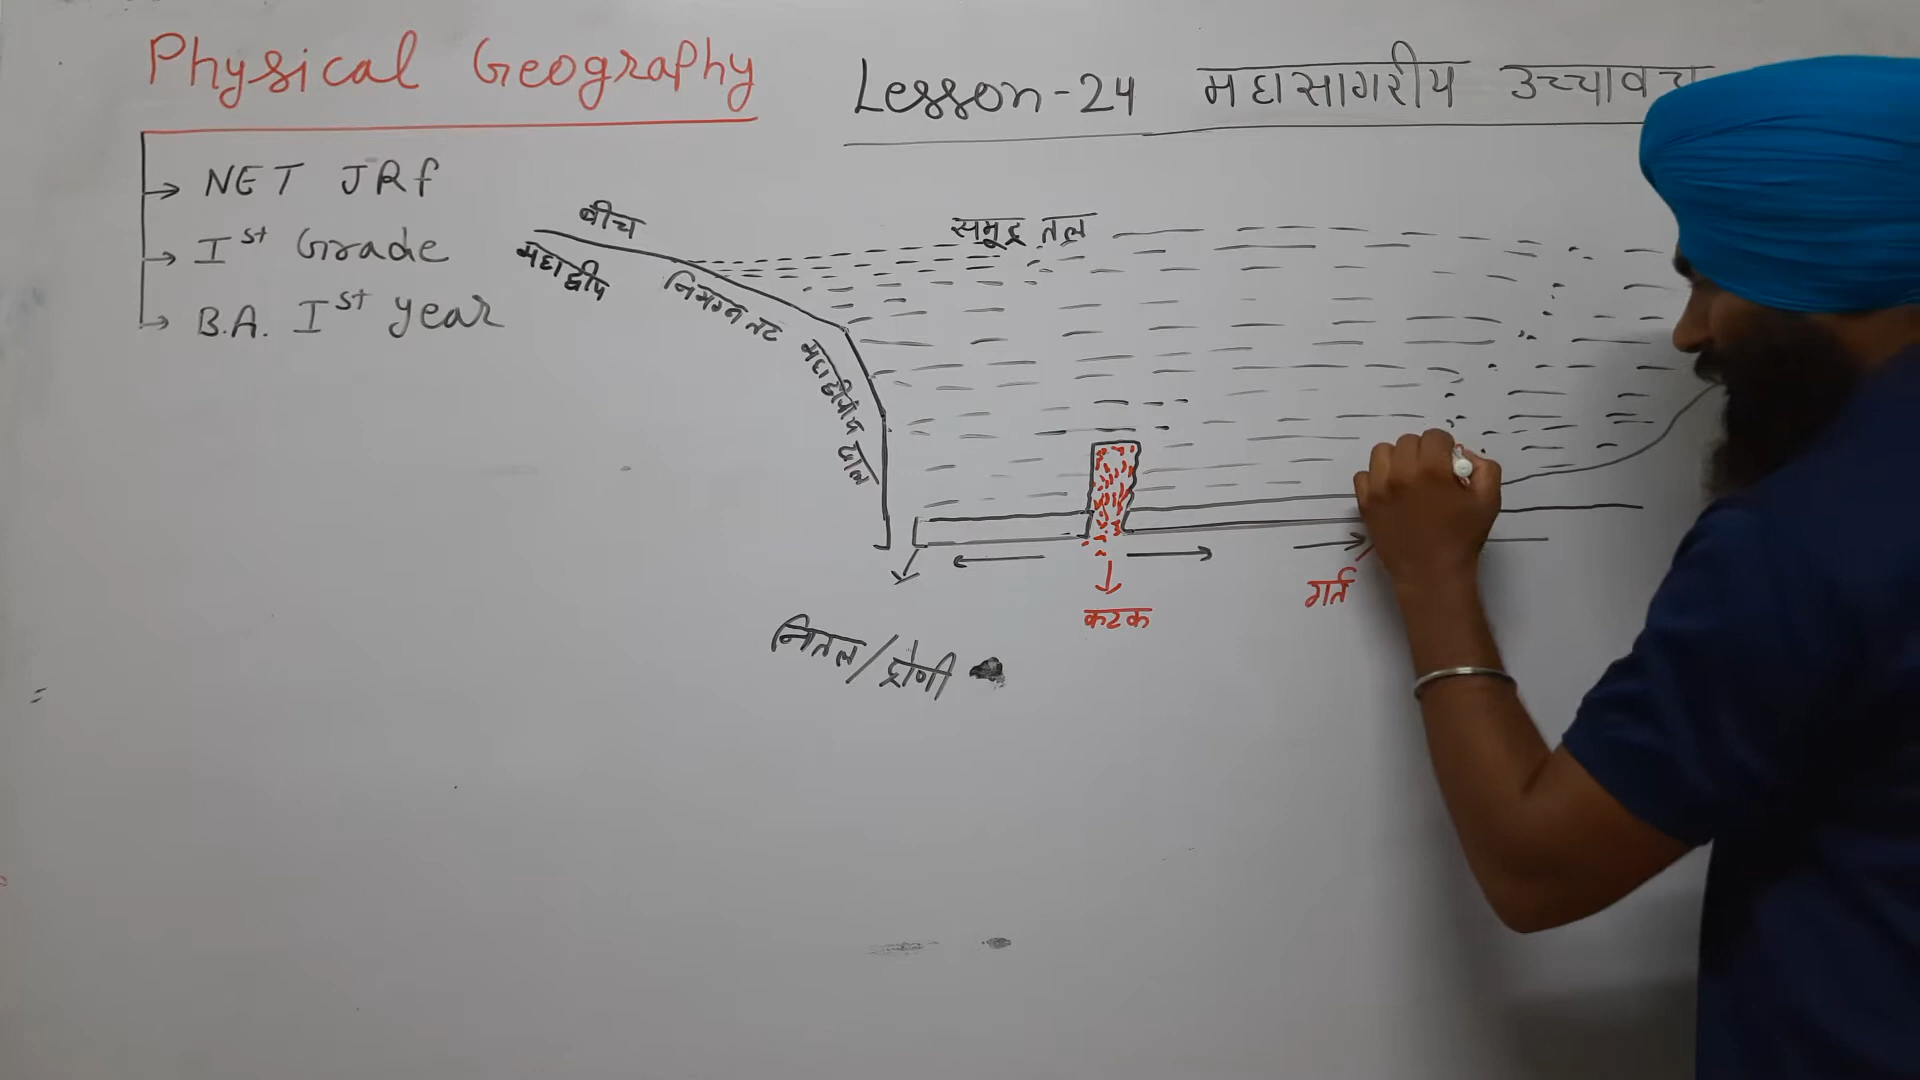 Physical Geography
Lesson-24 महासागरीय उच्चावच
→ NET JRf
→ Ist Grade
→ B.A. Ist year
बीच
महाद्वीप
समुद्र तल
निमग्न तट
महाद्वीपीय ढाल
गर्त
कटक
नितल/द्रोणी